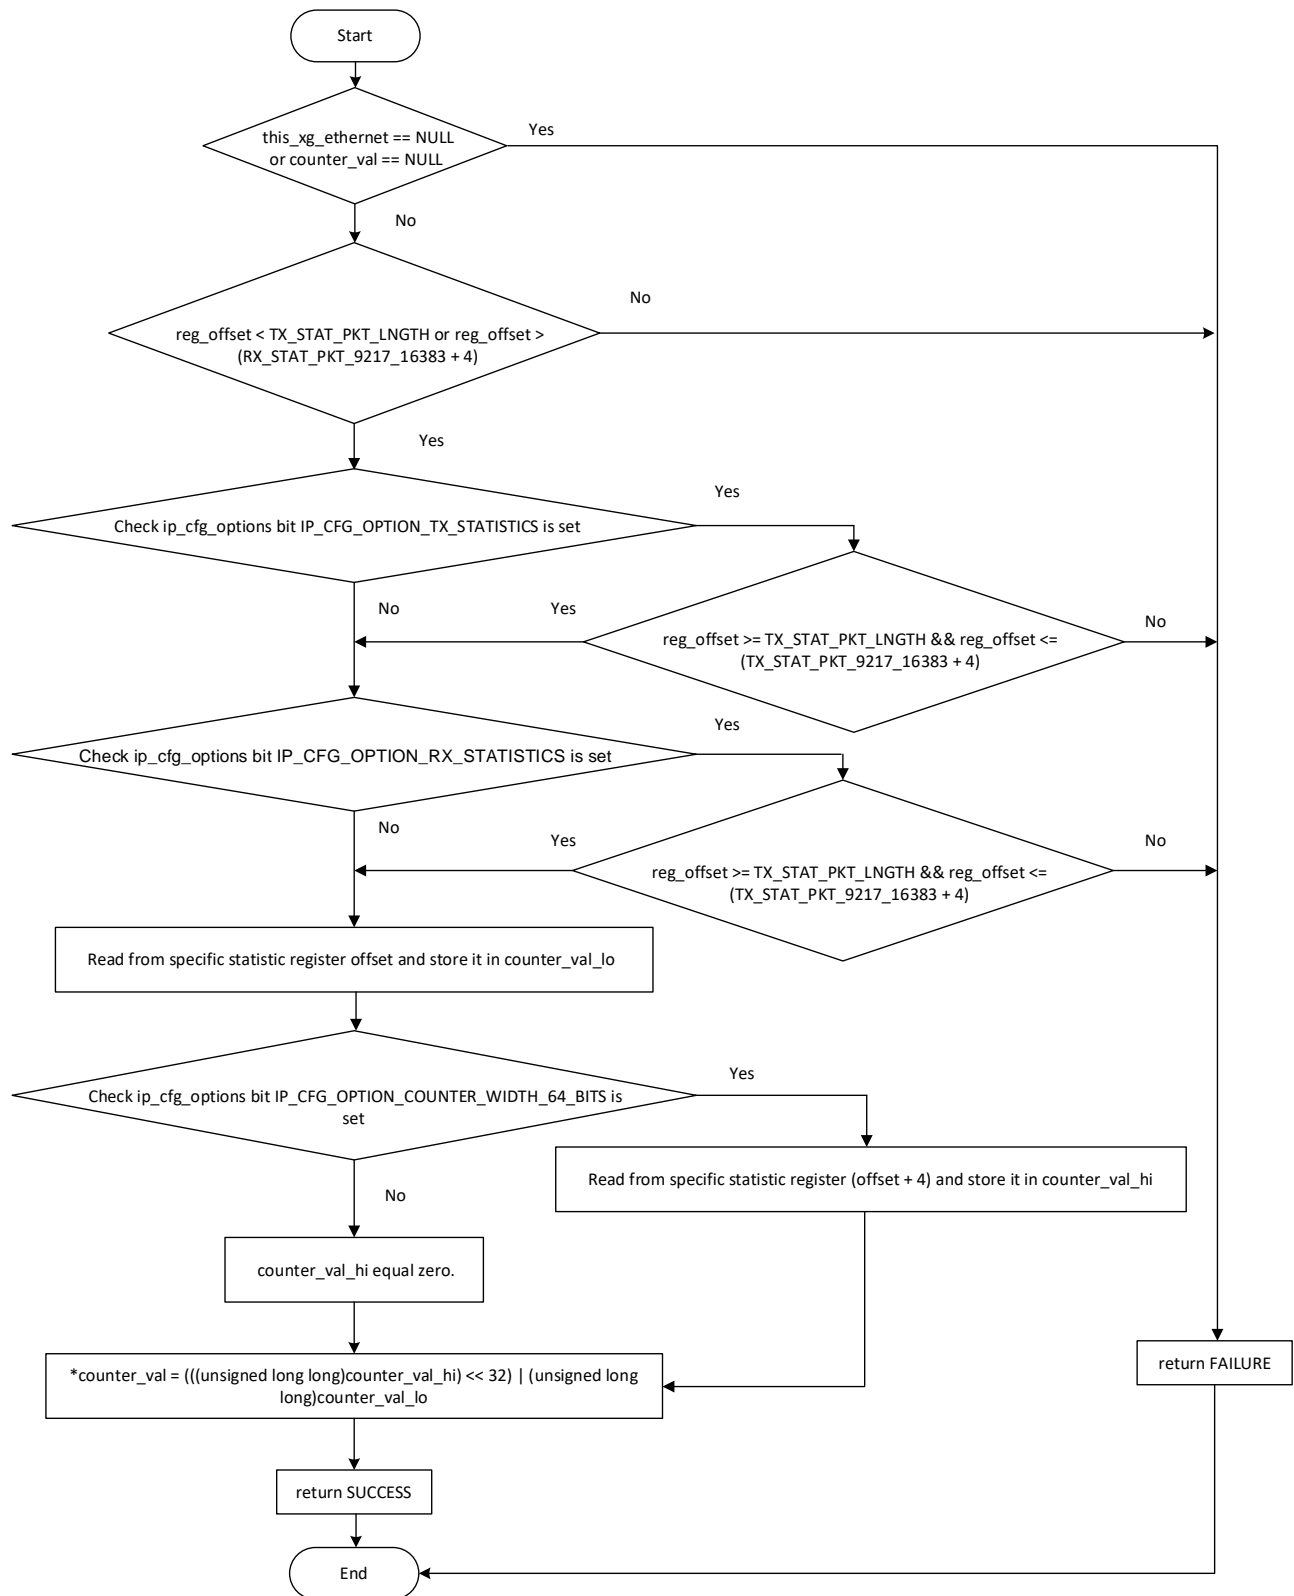 Start
this_xg_ethernet == NULL
or counter_val == NULL
Yes
No
No
reg_offset < TX_STAT_PKT_LNGTH or reg_offset >
(RX_STAT_PKT_9217_16383 + 4)
Yes
Yes
Check ip_cfg_options bit IP_CFG_OPTION_TX_STATISTICS is set
No
Yes
No
reg_offset >= TX_STAT_PKT_LNGTH && reg_offset <=
(TX_STAT_PKT_9217_16383 + 4)
Yes
Check ip_cfg_options bit IP_CFG_OPTION_RX_STATISTICS is set
No
Yes
No
reg_offset >= TX_STAT_PKT_LNGTH && reg_offset <=
(TX_STAT_PKT_9217_16383 + 4)
Read from specific statistic register offset and store it in counter_val_lo
Yes
Check ip_cfg_options bit IP_CFG_OPTION_COUNTER_WIDTH_64_BITS is
set
Read from specific statistic register (offset + 4) and store it in counter_val_hi
No
counter_val_hi equal zero.
*counter_val = (((unsigned long long)counter_val_hi) << 32) | (unsigned long
long)counter_val_lo
return FAILURE
return SUCCESS
End